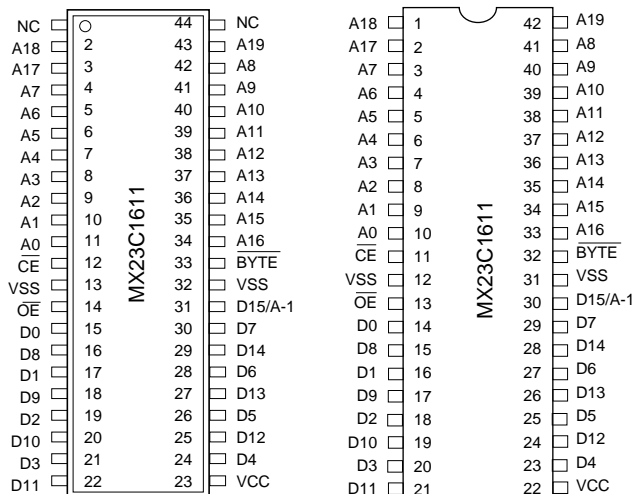 NC 44 NC
A18 2 43 A19
A17 3 42 A8
A7 4 41 A9
A6 5 40 A10
A5 6 39 A11
A4 7 38 A12
A3 8 37 A13
A2 9 36 A14
A1 10 35 A15
A0 11 34 A16
CE 12 33 BYTE
VSS 13 32 VSS
OE 14 31 D15/A-1
D0 15 30 D7
D8 16 29 D14
D1 17 28 D6
D9 18 27 D13
D2 19 26 D5
D10 20 25 D12
D3 21 24 D4
D11 22 23 VCC
MX23C1611
A18 1 42 A19
A17 2 41 A8
A7 3 40 A9
A6 4 39 A10
A5 5 38 A11
A4 6 37 A12
A3 7 36 A13
A2 8 35 A14
A1 9 34 A15
A0 10 33 A16
CE 11 32 BYTE
VSS 12 31 VSS
OE 13 30 D15/A-1
D0 14 29 D7
D8 15 28 D14
D1 16 27 D6
D9 17 26 D13
D2 18 25 D5
D10 19 24 D12
D3 20 23 D4
D11 21 22 VCC
MX23C1611